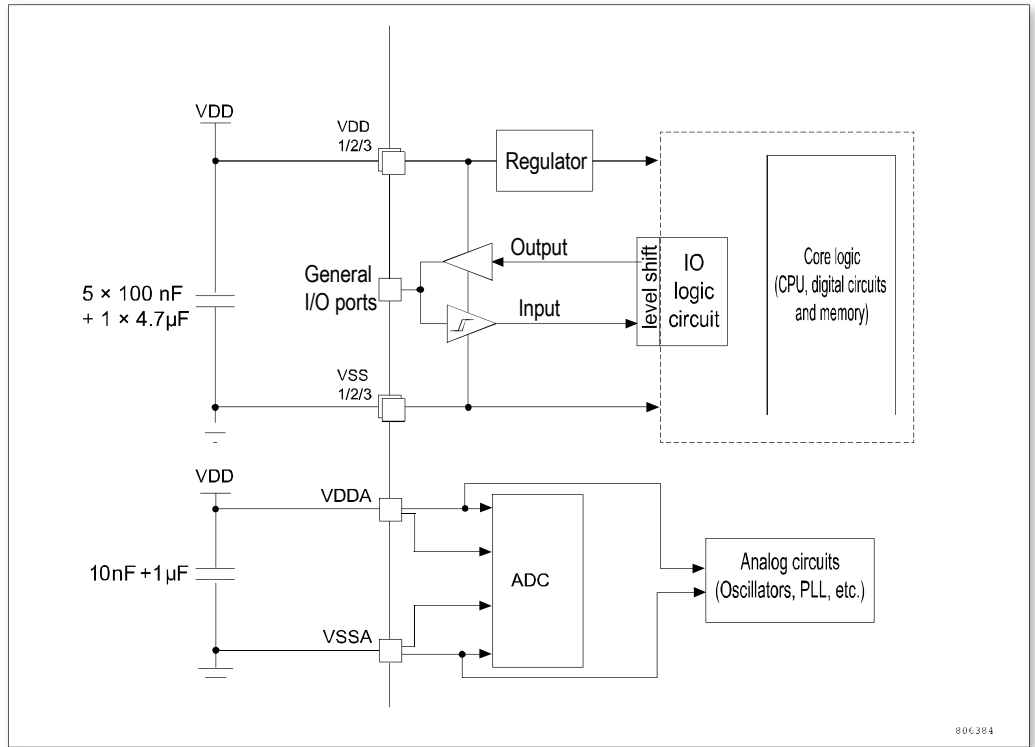 VDD
VDD
1/2/3
Regulator
Output
level shift
IO
logic
circuit
Core logic
(CPU, digital circuits
and memory)
General
I/O ports
5 × 100 nF
+ 1 × 4.7µF
Input
VSS
1/2/3
VDD
VDDA
10nF +1µF
ADC
Analog circuits
(Oscillators, PLL, etc.)
VSSA
806384